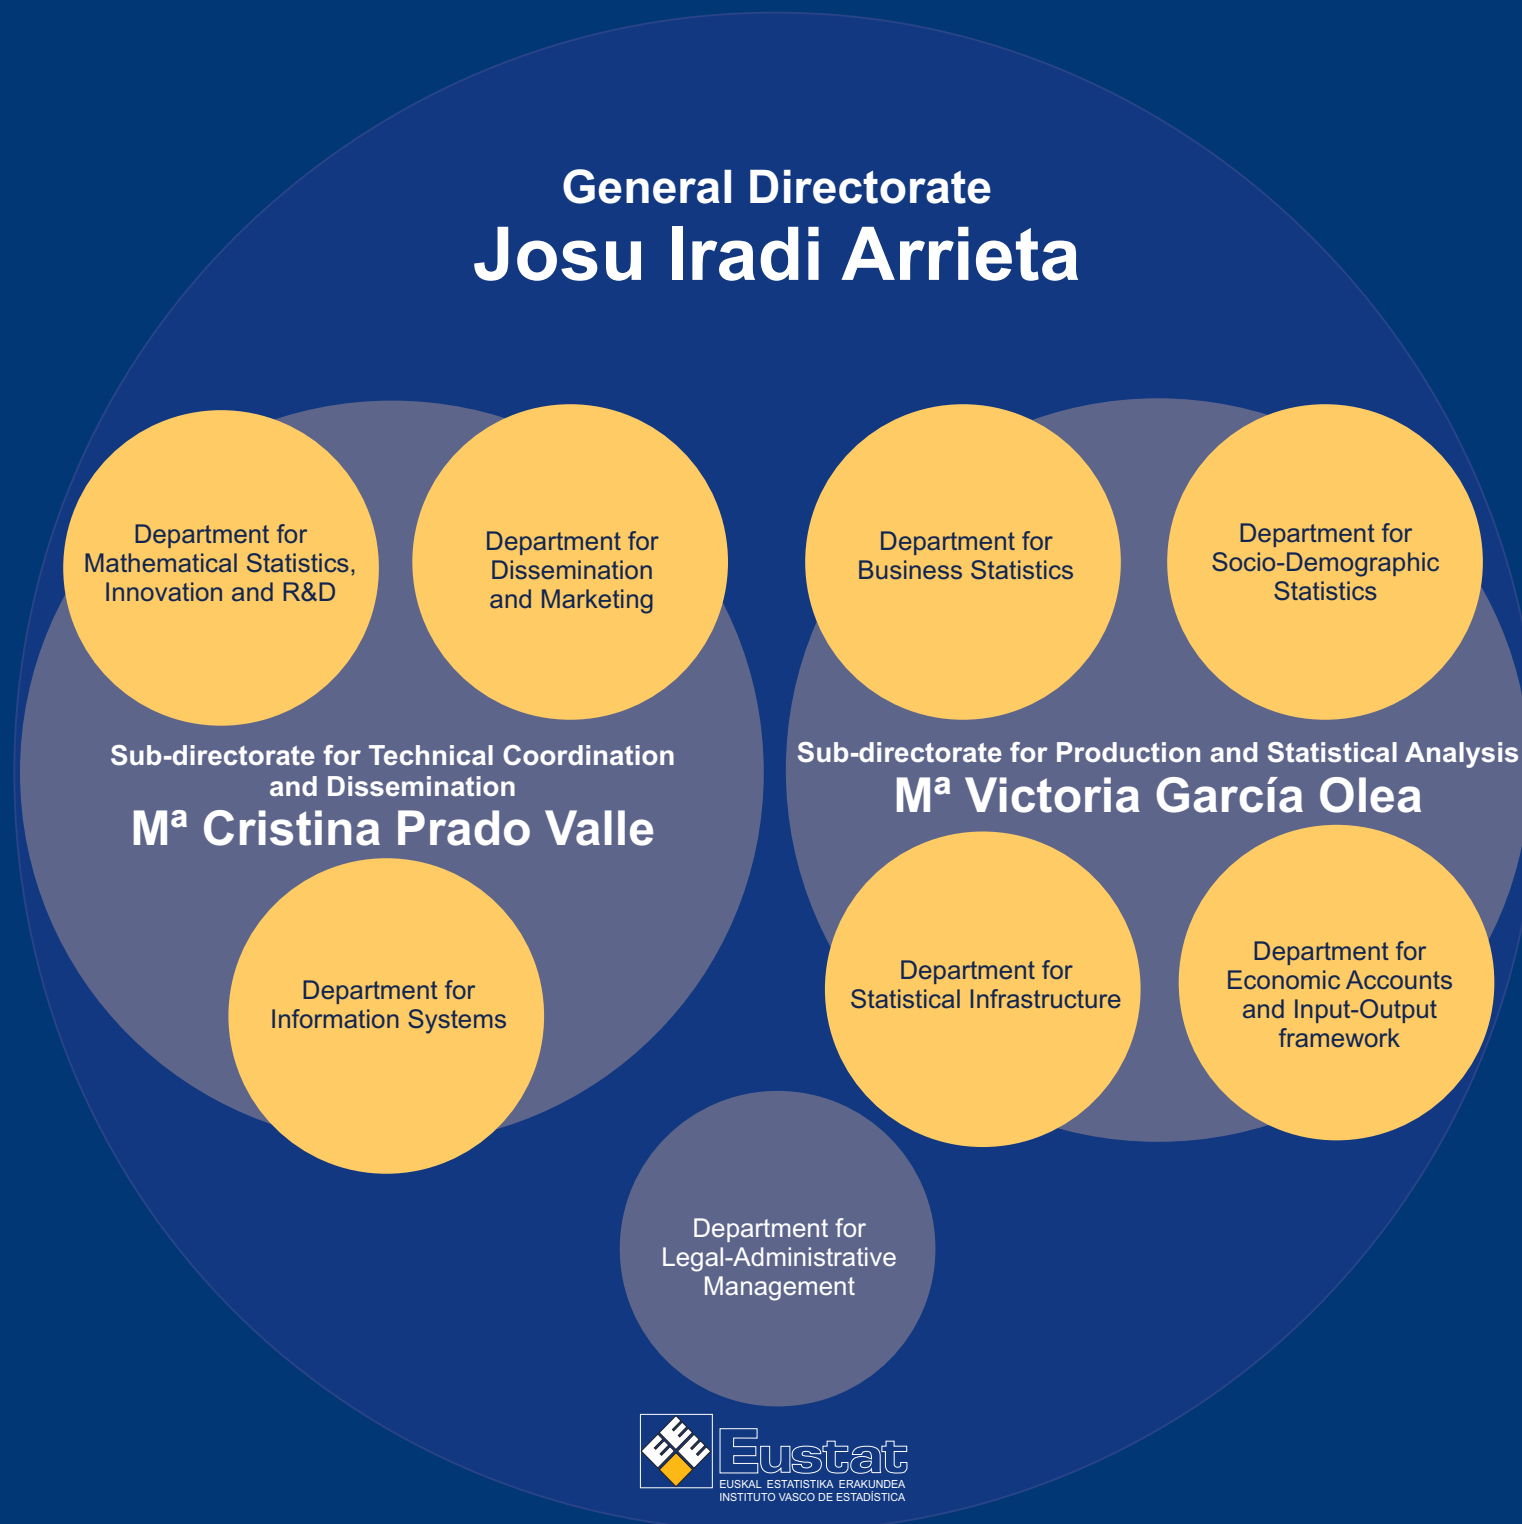 General Directorate
Josu Iradi Arrieta
Department for
Mathematical Statistics,
Innovation and R&D
Department for
Dissemination
and Marketing
Sub-directorate for Technical Coordination
and Dissemination
Mª Cristina Prado Valle
Department for
Information Systems
Department for
Business Statistics
Department for
Socio-Demographic
Statistics
Sub-directorate for Production and Statistical Analysis
Mª Victoria García Olea
Department for
Statistical Infrastructure
Department for
Economic Accounts
and Input-Output
framework
Department for
Legal-Administrative
Management
Eustat
EUSKAL ESTATISTIKA ERAKUNDEA
INSTITUTO VASCO DE ESTADÍSTICA